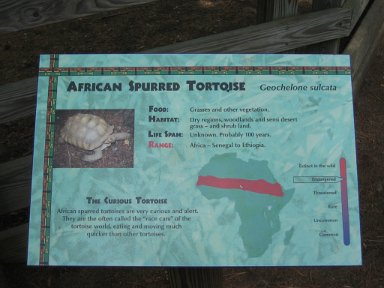 AFRICAN SPURRED TORTOISE Geochelone sulcata
FOOD: Grasses and other vegetation.
HABITAT: Dry regions, woodlands and semi desert
grass - and shrub land.
LIFE SPAN: Unknown. Probably 100 years.
RANGE: Africa - Senegal to Ethiopia.
THE CURIOUS TORTOISE
African spurred tortoises are very curious and alert.
They are the often called the "race cars" of the
tortoise world, eating and moving much
quicker than other tortoises.
Extinct in the wild
Endangered
Threatened
Rare
Uncommon
Common